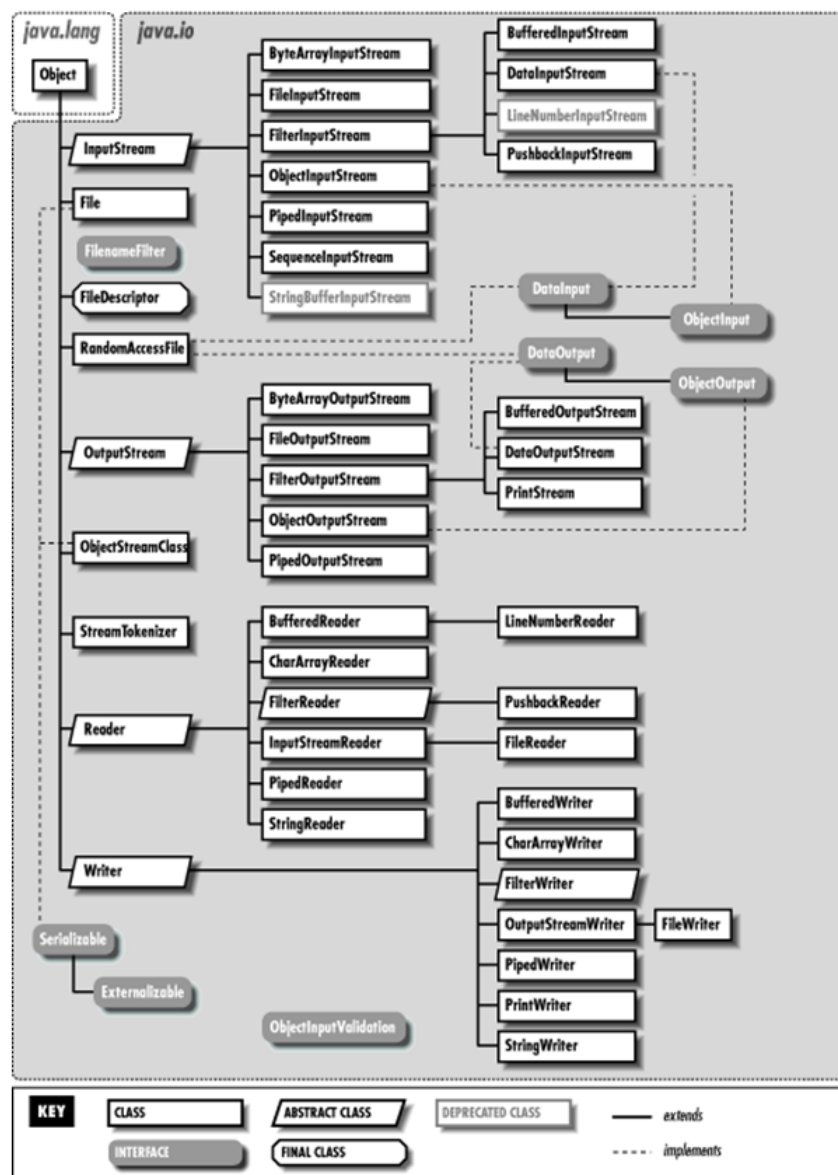 java.lang
java.io
Object
InputStream
File
FilenameFilter
FileDescriptor
RandomAccessFile
OutputStream
ObjectStreamClass
StreamTokenizer
Reader
Writer
Serializable
Externalizable
ByteArrayInputStream
FileInputStream
FilterInputStream
ObjectInputStream
PipedInputStream
SequenceInputStream
StringBufferInputStream
BufferedInputStream
DataInputStream
LineNumberInputStream
PushbackInputStream
DataInput
ObjectInput
DataOutput
ObjectOutput
ByteArrayOutputStream
FileOutputStream
FilterOutputStream
ObjectOutputStream
PipedOutputStream
BufferedOutputStream
DataOutputStream
PrintStream
BufferedReader
CharArrayReader
FilterReader
InputStreamReader
PipedReader
StringReader
LineNumberReader
PushbackReader
FileReader
BufferedWriter
CharArrayWriter
FilterWriter
OutputStreamWriter
FileWriter
PipedWriter
PrintWriter
StringWriter
ObjectInputValidation
KEY
CLASS
ABSTRACT CLASS
DEPRECATED CLASS
extends
INTERFACE
FINAL CLASS
implements